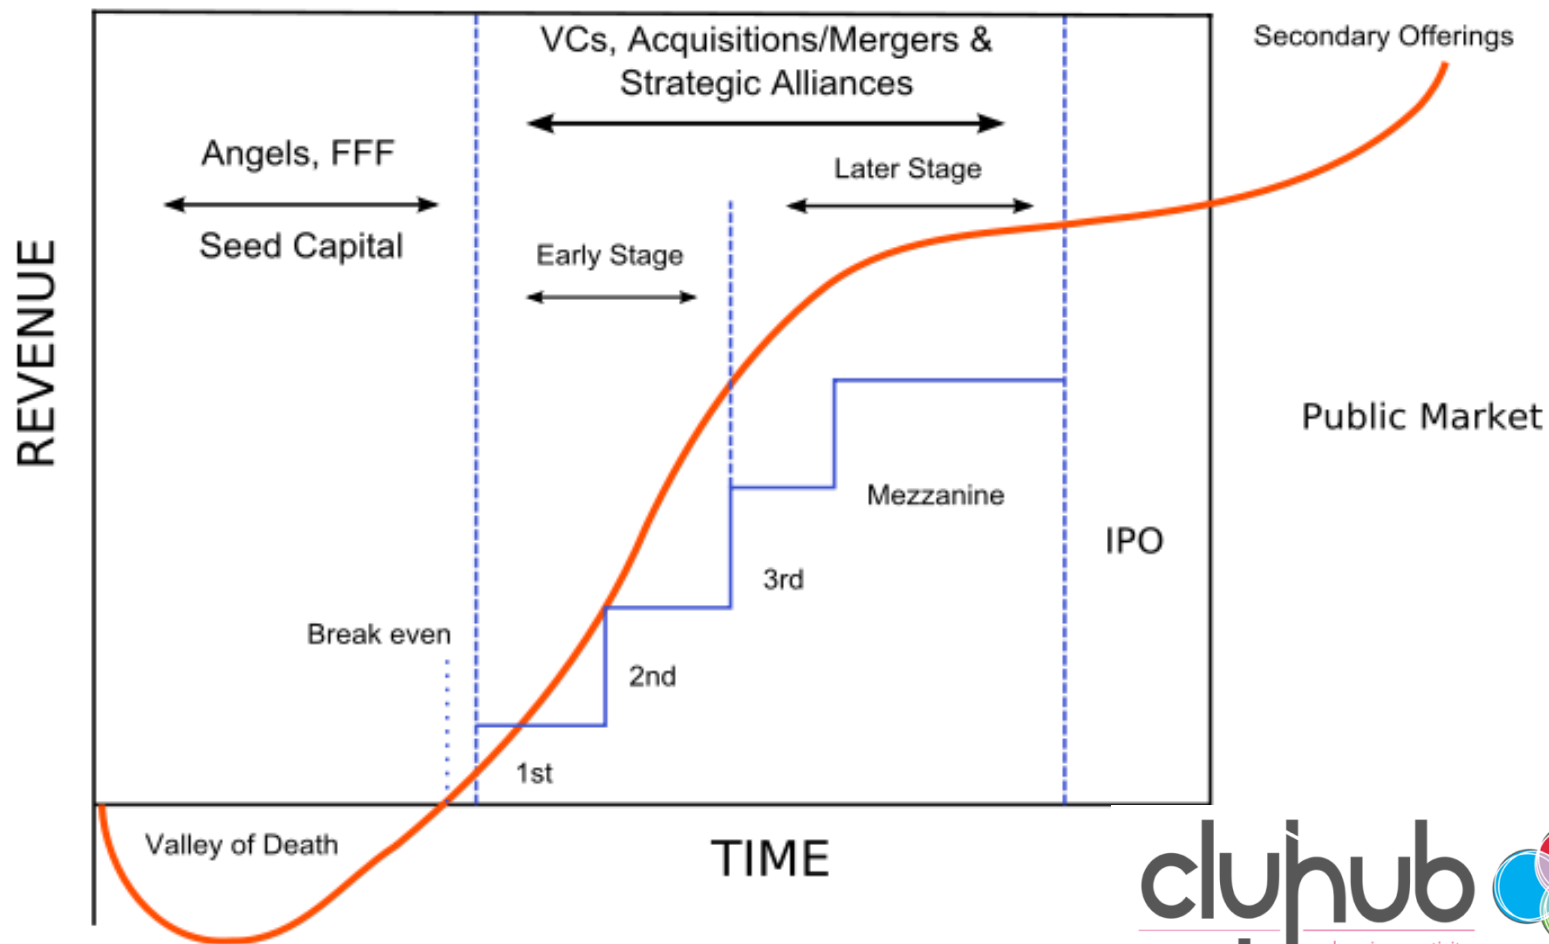 VCs, Acquisitions/Mergers &
Strategic Alliances
Secondary Offerings
Angels, FFF
Seed Capital
Later Stage
Early Stage
REVENUE
Public Market
Mezzanine
IPO
3rd
Break even
2nd
1st
Valley of Death
TIME
cluhub